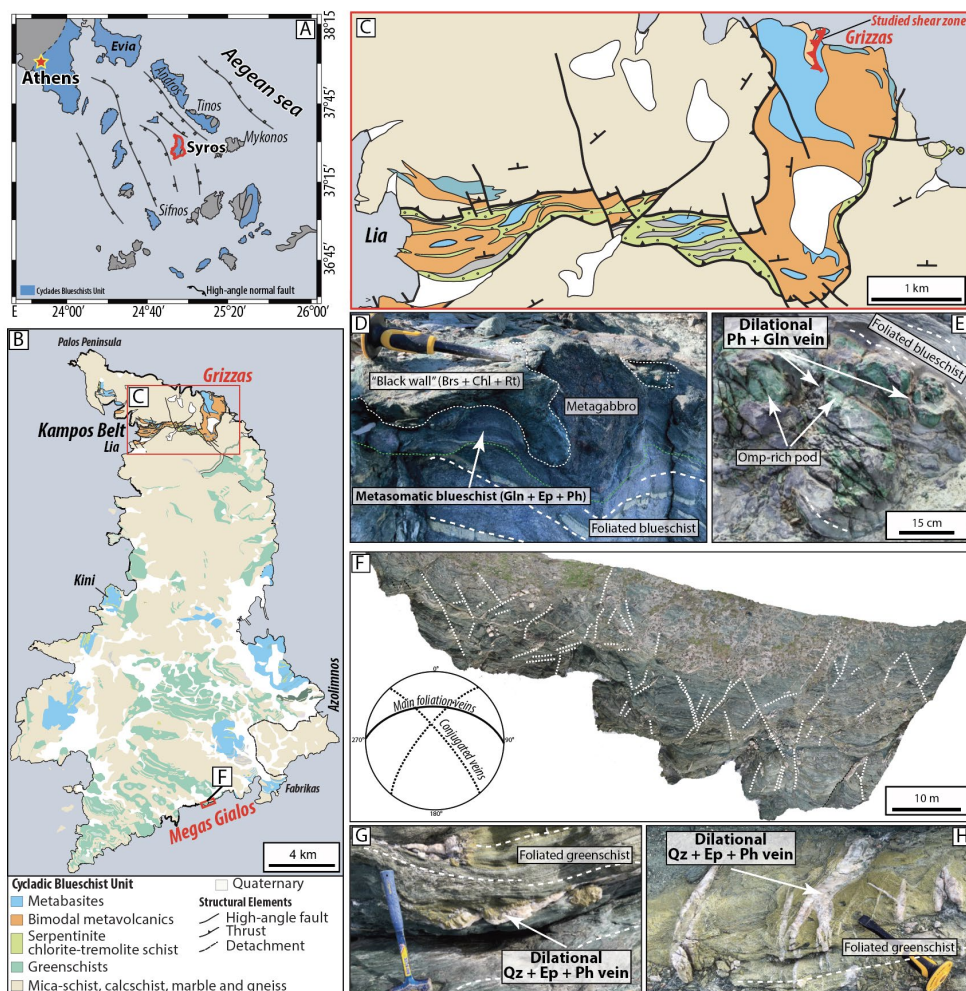 A
38°15
37°45
37°15
36°45
E
24°00
24°40
25°20
26°00
Athens
Evia
Andros
Tinos
Mykonos
Syros
Sifnos
Aegean sea
Cyclades Blueschists Unit
High-angle normal fault
B
Palos Peninsula
Grizzas
C
Kampos Belt
Lia
Kini
Azolimnos
Fabrikas
F
Megas Gialos
4 km
Cycladic Blueschist Unit
Metabasites
Bimodal metavolcanics
Serpentinite
chlorite-tremolite schist
Greenschists
Mica-schist, calcschist, marble and gneiss
Quaternary
Structural Elements
High-angle fault
Thrust
Detachment
C
Studied shear zone
Grizzas
Lia
1 km
D
"Black wall" (Brs + Chl + Rt)
Metagabbro
Metasomatic blueschist (Gln + Ep + Ph)
Foliated blueschist
E
Dilational
Ph + Gln vein
Foliated blueschist
Omp-rich pod
15 cm
F
0°
Main foliation veins
Conjugated veins
270°
90°
180°
10 m
G
Foliated greenschist
Dilational
Qz + Ep + Ph vein
H
Dilational
Qz + Ep + Ph vein
Foliated greenschist